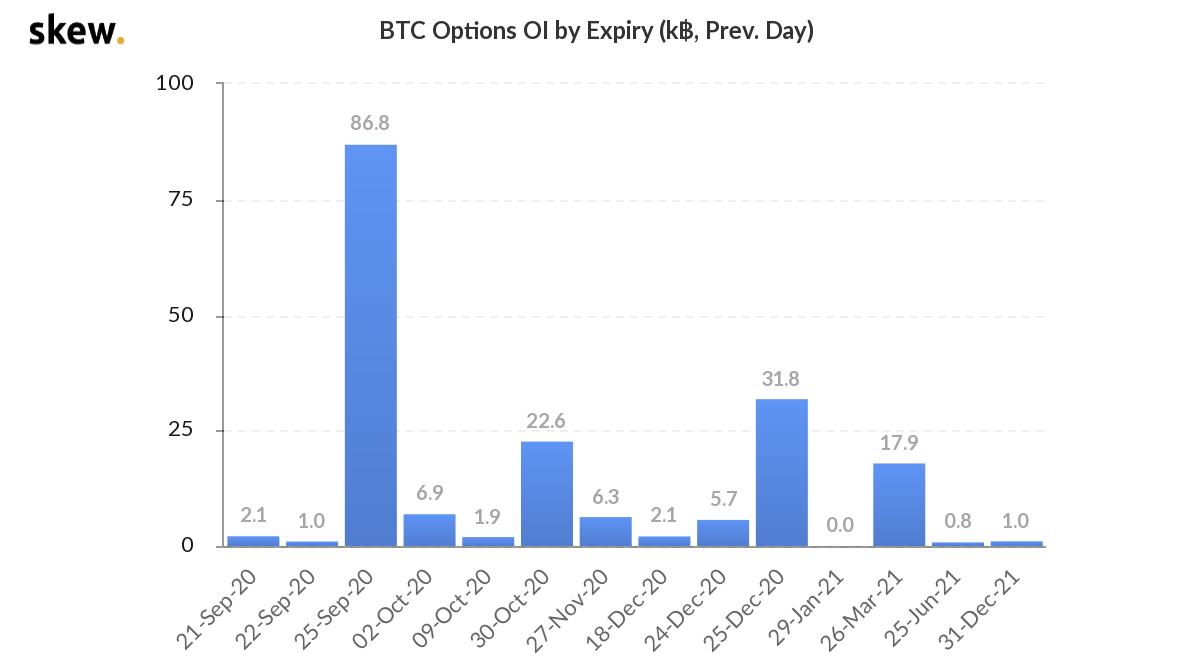 skew.
BTC Options OI by Expiry (k฿, Prev. Day)
100
75
50
25
0
2.1
1.0
86.8
6.9
1.9
22.6
6.3
2.1
5.7
31.8
0.0
17.9
0.8
1.0
21-Sep-20
22-Sep-20
25-Sep-20
02-Oct-20
09-Oct-20
30-Oct-20
27-Nov-20
18-Dec-20
24-Dec-20
25-Dec-20
29-Jan-21
26-Mar-21
25-Jun-21
31-Dec-21